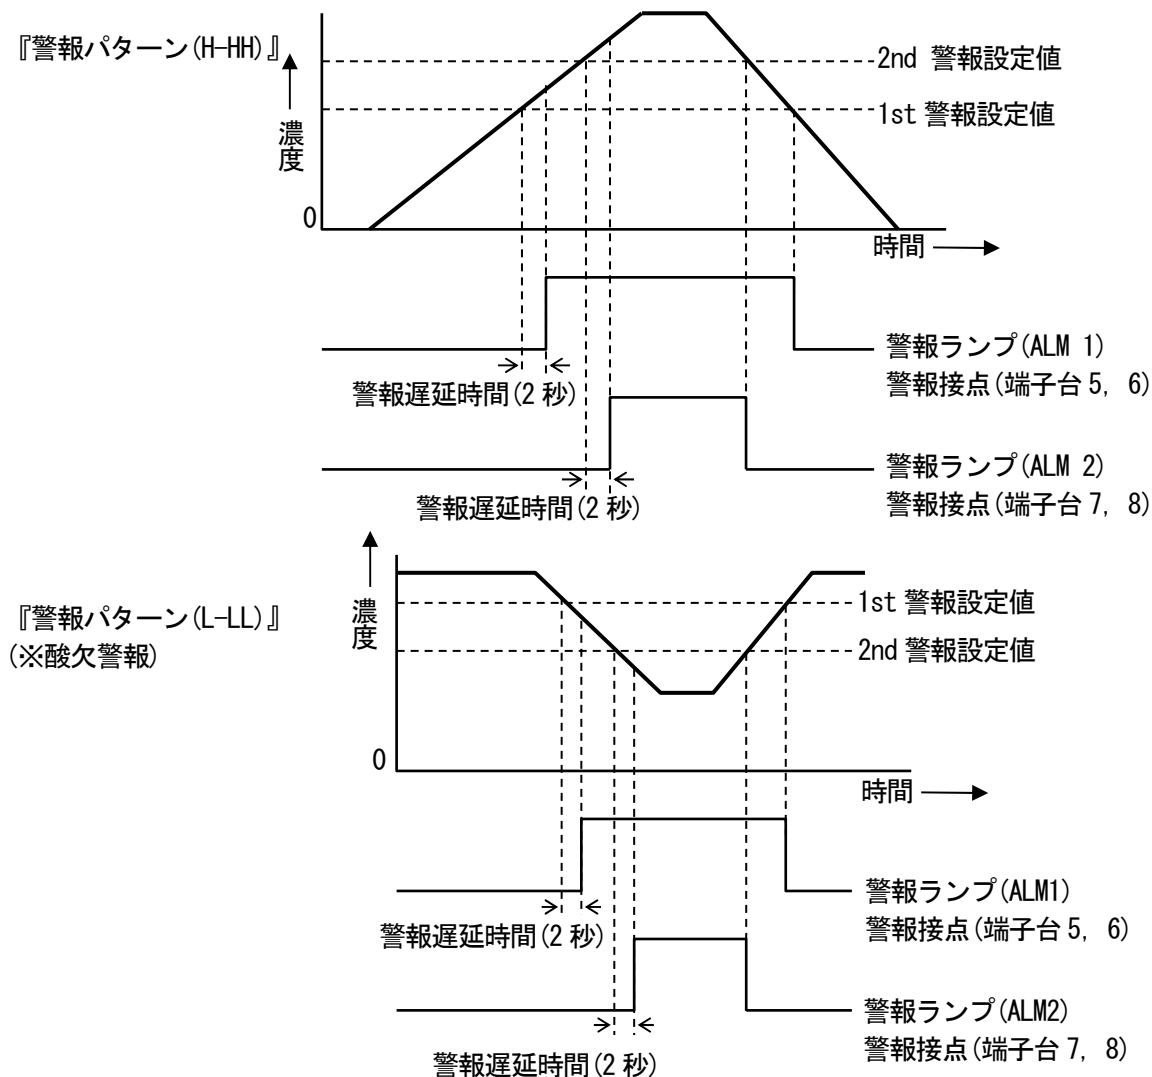 『警報パターン(H-HH)』
濃度
2nd 警報設定値
1st 警報設定値
0
時間
警報ランプ(ALM 1)
警報接点(端子台5, 6)
警報遅延時間(2秒)
警報ランプ(ALM 2)
警報接点(端子台7, 8)
警報遅延時間(2秒)
『警報パターン(L-LL)』
(※酸欠警報)
濃度
1st 警報設定値
2nd 警報設定値
0
時間
警報ランプ(ALM1)
警報接点(端子台5, 6)
警報遅延時間(2秒)
警報ランプ(ALM2)
警報接点(端子台7, 8)
警報遅延時間(2秒)